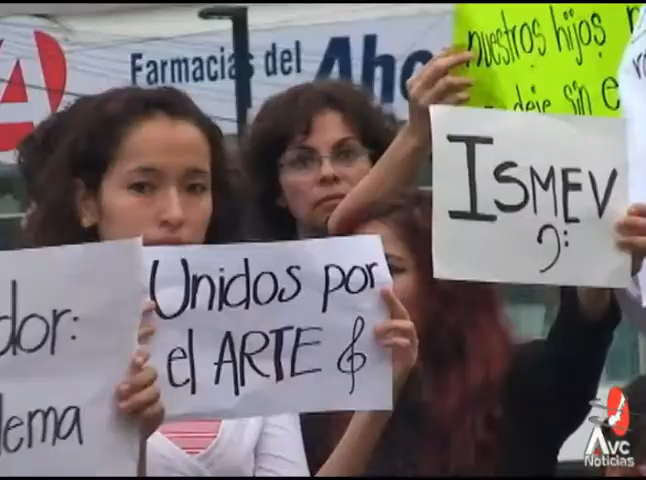 Farmacias del Aho
nuestros hijos
deje sin e
ISMEV
Unidos por
el ARTE
dor:
lema
Avc
Noticias